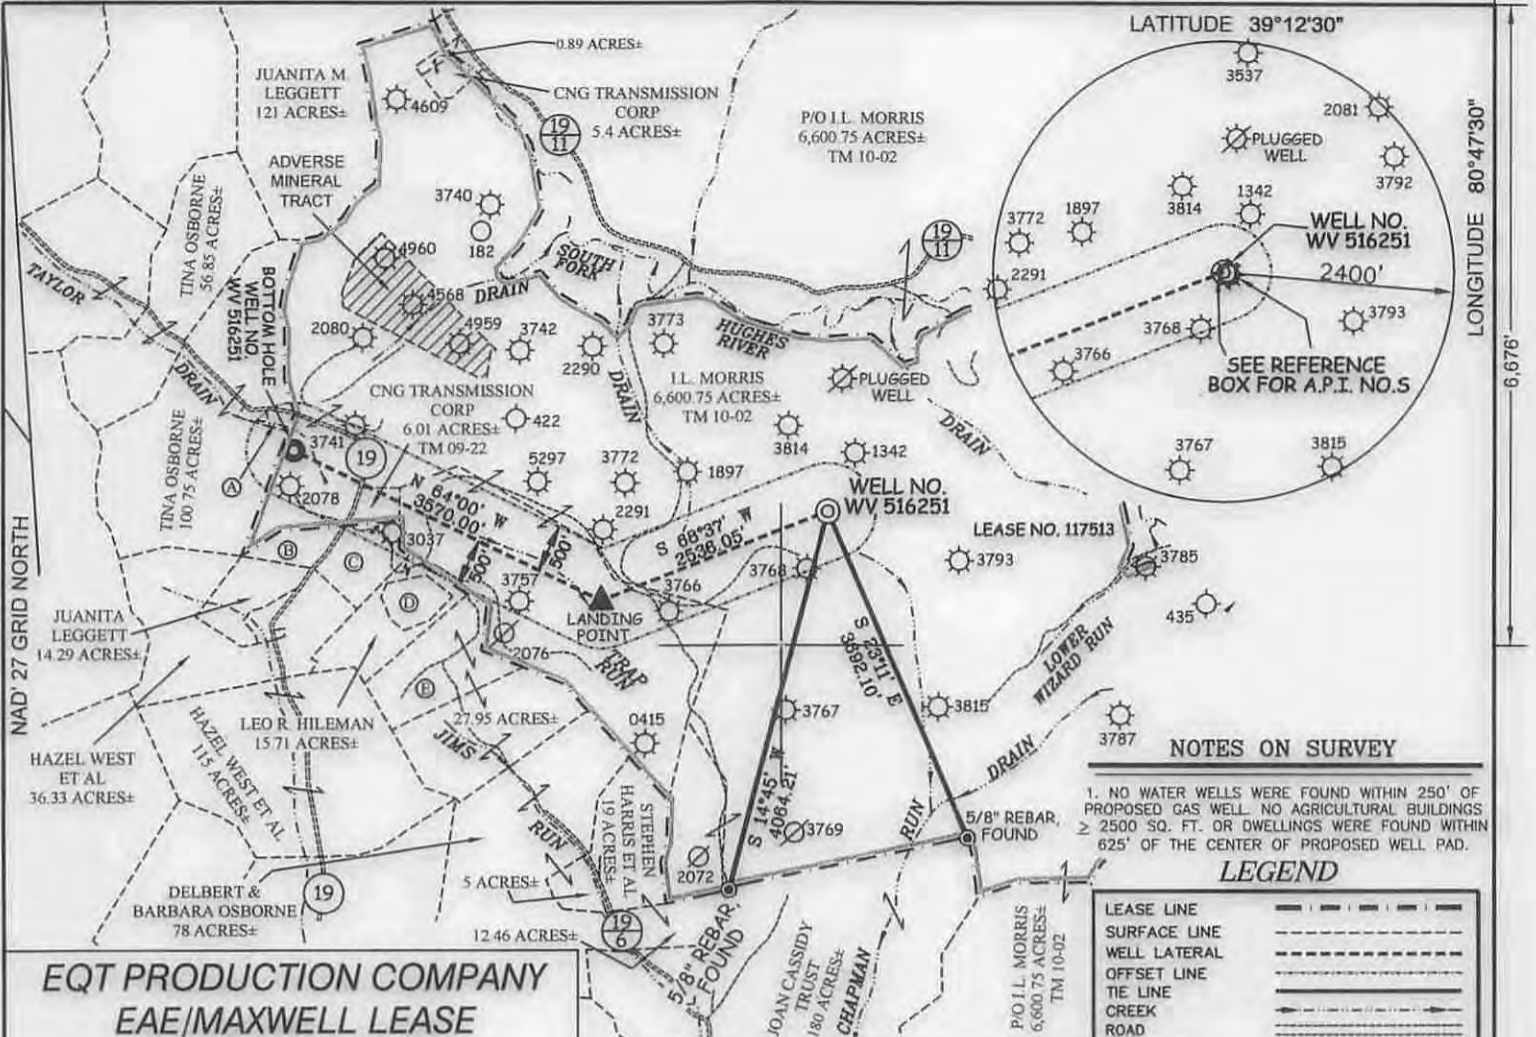 LATITUDE 39°12'30"
LONGITUDE 80°47'30"
6,676'
0.89 ACRES±
JUANITA M.
LEGGETT
121 ACRES±
4609
CNG TRANSMISSION
CORP
5.4 ACRES±
19
11
P/O I.L. MORRIS
6,600.75 ACRES±
TM 10-02
3537
2081
PLUGGED
WELL
3792
3814
1342
3772
1897
WELL NO.
WV 516251
2291
2400'
3768
3793
3766
SEE REFERENCE
BOX FOR A.P.I. NO.S
3767
3815
ADVERSE
MINERAL
TRACT
TINA OSBORNE
56.85 ACRES±
3740
182
4960
4568
4959
SOUTH
FORK
DRAIN
HUGHES
RIVER
19
11
TAYLOR
DRAIN
BOTTOM HOLE
WELL NO.
WV 516251
2080
3742
2290
3773
DRAIN
CNG TRANSMISSION
CORP
6.01 ACRES±
TM 09-22
422
I.L. MORRIS
6,600.75 ACRES±
TM 10-02
PLUGGED
WELL
DRAIN
TINA OSBORNE
100.75 ACRES±
3741
19
A
2078
5297
3772
1897
3814
1342
N 64°00' W
3570.00'
2291
WELL NO.
WV 516251
S 68°37' W
2536.05'
LEASE NO. 117513
3785
3793
435
NAD' 27 GRID NORTH
B
3037
C
D
500'
500'
3757
3766
3768
LANDING
POINT
JUANITA
LEGGETT
14.29 ACRES±
2076
TRAP
RUN
S 23°11' E
3892.10'
LOWER
WIZARD RUN
E
LEO R. HILEMAN
15.71 ACRES±
27.95 ACRES±
0415
3767
3815
3787
HAZEL WEST
ET AL
36.33 ACRES±
HAZEL WEST ET AL
115 ACRES±
JIMS
RUN
DRAIN
NOTES ON SURVEY
1. NO WATER WELLS WERE FOUND WITHIN 250' OF
PROPOSED GAS WELL. NO AGRICULTURAL BUILDINGS
≥ 2500 SQ. FT. OR DWELLINGS WERE FOUND WITHIN
625' OF THE CENTER OF PROPOSED WELL PAD.
S 14°45' W
4064.21'
3769
RUN
5/8" REBAR,
FOUND
STEPHEN
HARRIS ET AL
19 ACRES±
2072
5 ACRES±
DELBERT &
BARBARA OSBORNE
78 ACRES±
19
12.46 ACRES±
19
6
5/8" REBAR,
FOUND
JOAN CASSIDY
TRUST
180 ACRES±
CHAPMAN
P/O I.L. MORRIS
6,600.75 ACRES±
TM 10-02
LEGEND
LEASE LINE
SURFACE LINE
WELL LATERAL
OFFSET LINE
TIE LINE
CREEK
ROAD
EQT PRODUCTION COMPANY
EAE/MAXWELL LEASE